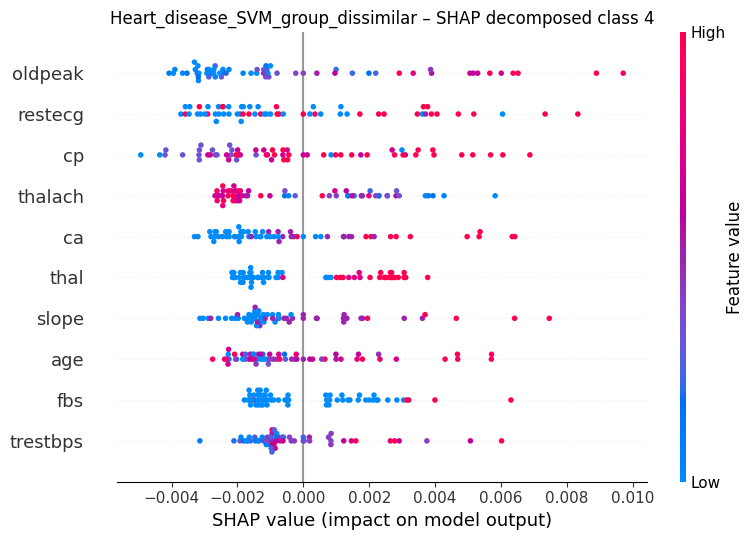 Heart_disease_SVM_group_dissimilar – SHAP decomposed class 4
High
oldpeak
restecg
cp
thalach
ca
thal
slope
age
fbs
trestbps
Feature value
Low
−0.004 −0.002 0.000 0.002 0.004 0.006 0.008 0.010
SHAP value (impact on model output)